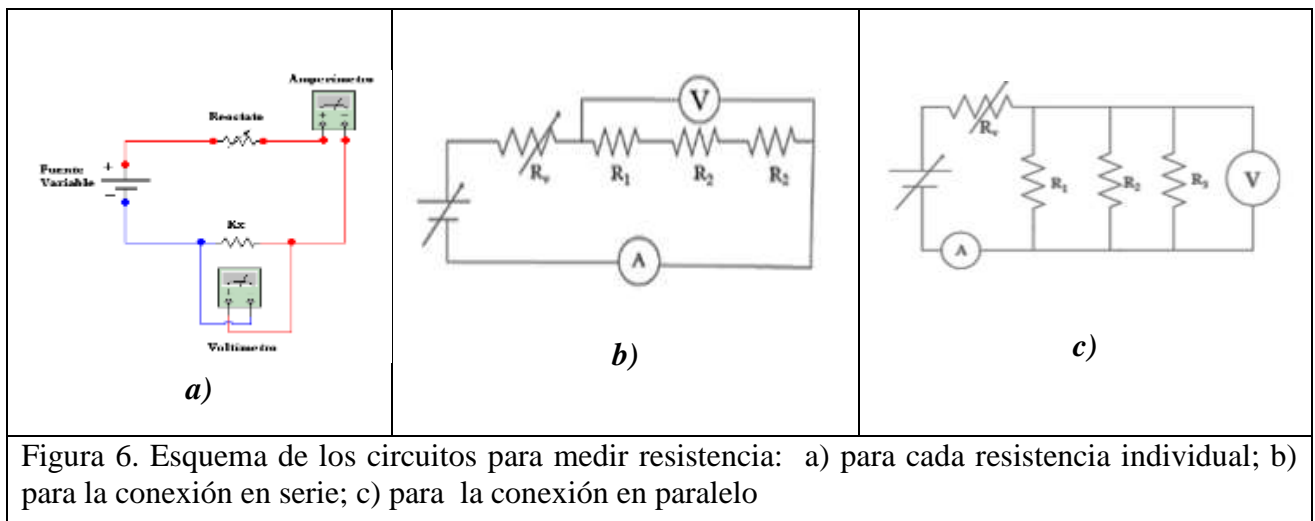 Amperímetro
Reostato
Fuente
Variable
+
−
+
−
Rx
Voltímetro
a)
V
Rv
R1
R2
R2
A
b)
Rv
R1
R2
R3
V
A
c)
Figura 6. Esquema de los circuitos para medir resistencia: a) para cada resistencia individual; b)
para la conexión en serie; c) para la conexión en paralelo